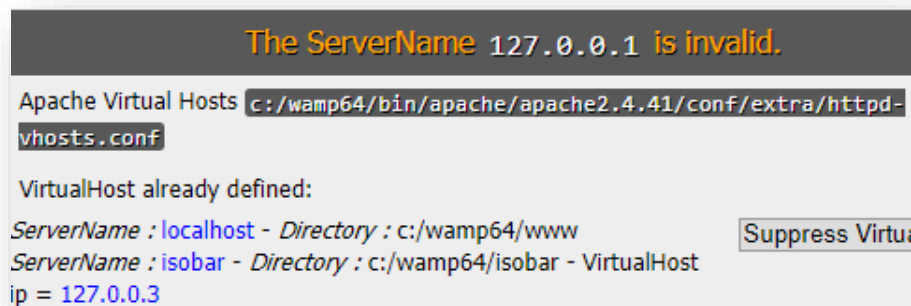 The ServerName 127.0.0.1 is invalid.
Apache Virtual Hosts c:/wamp64/bin/apache/apache2.4.41/conf/extra/httpd-
vhosts.conf
VirtualHost already defined:
ServerName : localhost - Directory : c:/wamp64/www
Suppress Virtua
ServerName : isobar - Directory : c:/wamp64/isobar - VirtualHost
ip = 127.0.0.3